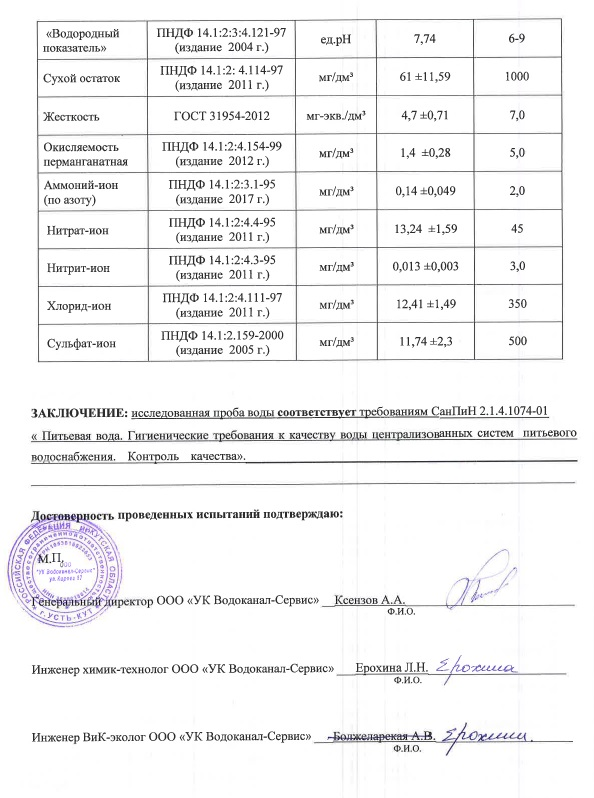 «Водородный показатель» ПНДФ 14.1:2:3:4.121-97 (издание 2004 г.) ед.pH 7,74 6-9
Сухой остаток ПНДФ 14.1:2: 4.114-97 (издание 2011 г.) мг/дм³ 61 ±11,59 1000
Жесткость ГОСТ 31954-2012 мг-экв./дм³ 4,7 ±0,71 7,0
Окисляемость перманганатная ПНДФ 14.1:2:4.154-99 (издание 2012 г.) мг/дм³ 1,4 ±0,28 5,0
Аммоний-ион (по азоту) ПНДФ 14.1:2:3.1-95 (издание 2017 г.) мг/дм³ 0,14 ±0,049 2,0
Нитрат-ион ПНДФ 14.1:2:4.4-95 (издание 2011 г.) мг/дм³ 13,24 ±1,59 45
Нитрит-ион ПНДФ 14.1:2:4.3-95 (издание 2011 г.) мг/дм³ 0,013 ±0,003 3,0
Хлорид-ион ПНДФ 14.1:2:4.111-97 (издание 2011 г.) мг/дм³ 12,41 ±1,49 350
Сульфат-ион ПНДФ 14.1:2.159-2000 (издание 2005 г.) мг/дм³ 11,74 ±2,3 500
ЗАКЛЮЧЕНИЕ: исследованная проба воды соответствует требованиям СанПиН 2.1.4.1074-01
« Питьевая вода. Гигиенические требования к качеству воды централизованных систем питьевого
водоснабжения. Контроль качества».
Достоверность проведенных испытаний подтверждаю:
РОССИЙСКАЯ ФЕДЕРАЦИЯ ИРКУТСКАЯ ОБЛАСТЬ
г. УСТЬ-КУТ
ООО
"УК Водоканал-Сервис"
М.П.
Генеральный директор ООО «УК Водоканал-Сервис» Ксензов А.А.
Ф.И.О.
Инженер химик-технолог ООО «УК Водоканал-Сервис» Ерохина Л.Н. Ерохина
Ф.И.О.
Инженер ВиК-эколог ООО «УК Водоканал-Сервис» Болжеларская А.В. Ерохина
Ф.И.О.